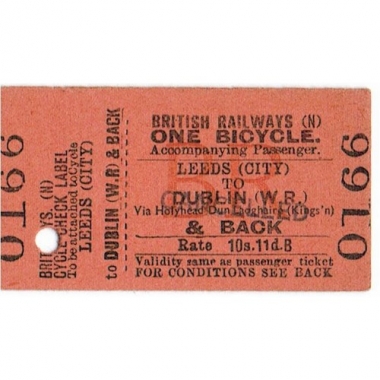 0166
BRIT. RYS. (N)
CYCLE CHECK LABEL
To be attached to Cycle
LEEDS (CITY)
to DUBLIN (W.R.) & BACK
BRITISH RAILWAYS (N)
ONE BICYCLE.
Accompanying Passenger.
LEEDS (CITY)
TO
DUBLIN (W.R.)
Via Holyhead Dun Laoghaire (Kings'n)
& BACK
Rate 10s.11d.B
Validity same as passenger ticket
FOR CONDITIONS SEE BACK
BR
0166